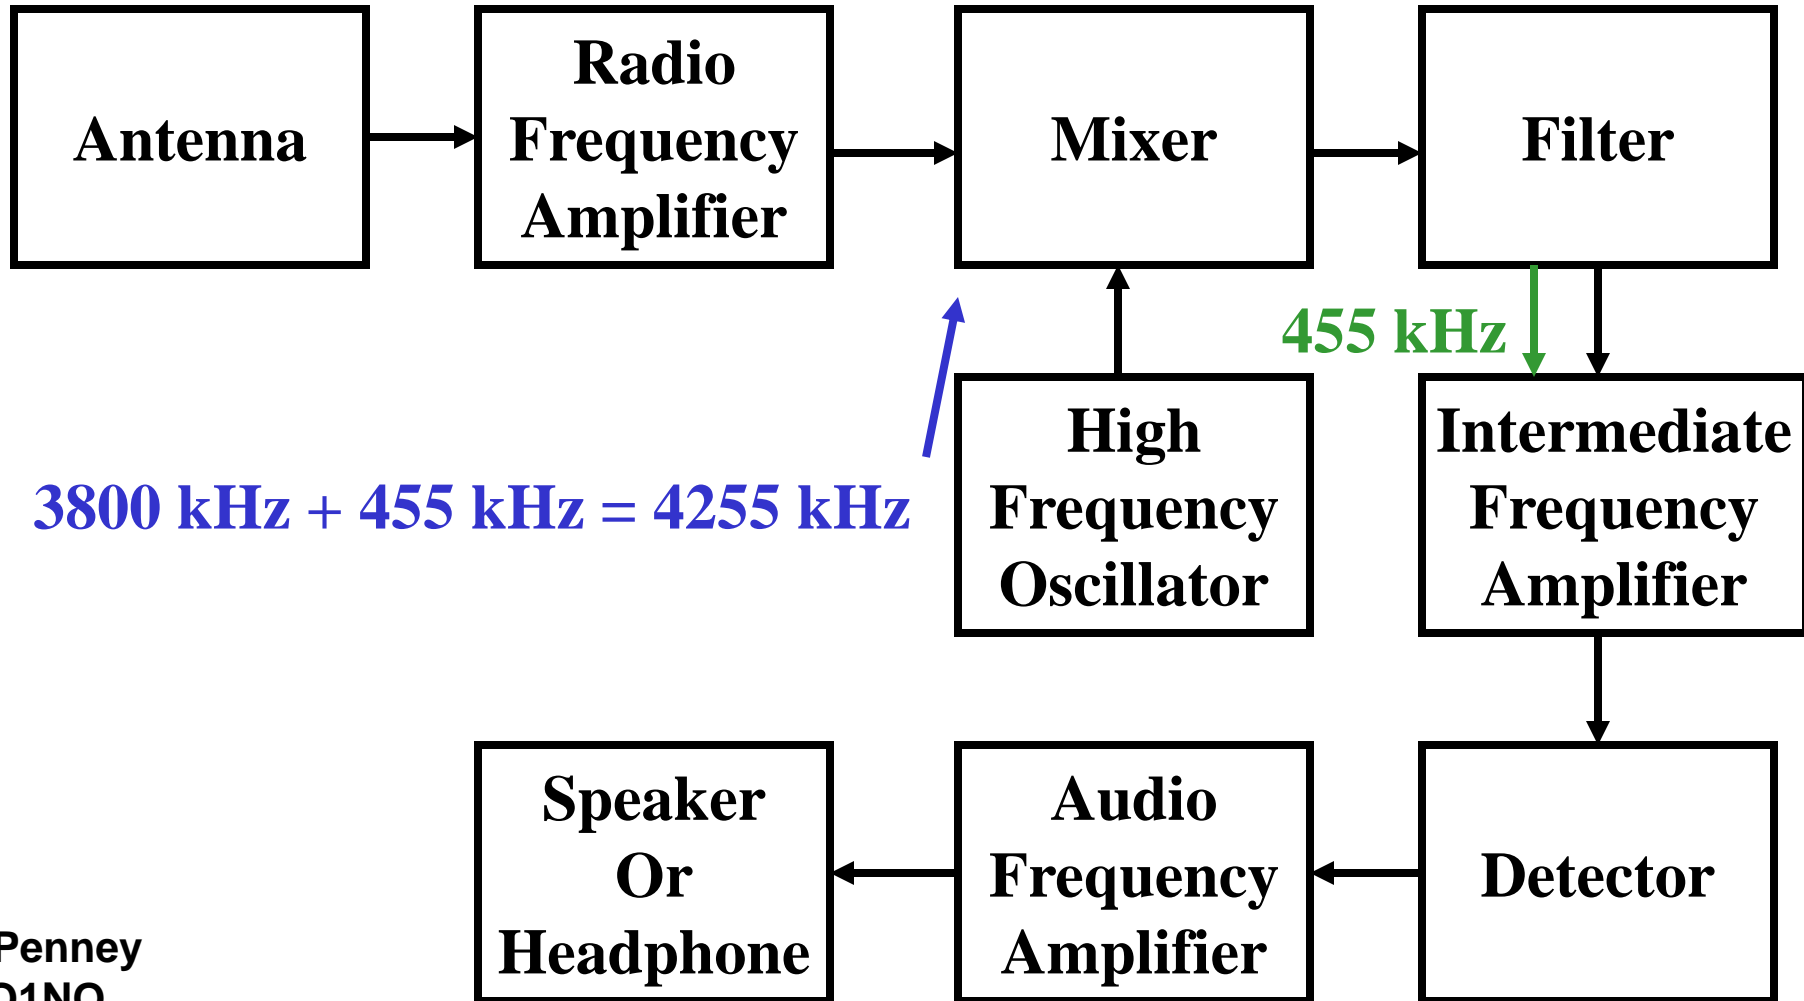 Antenna
Radio
Frequency
Amplifier
Mixer
Filter
455 kHz
3800 kHz + 455 kHz = 4255 kHz
High
Frequency
Oscillator
Intermediate
Frequency
Amplifier
Speaker
Or
Headphone
Audio
Frequency
Amplifier
Detector
Penney